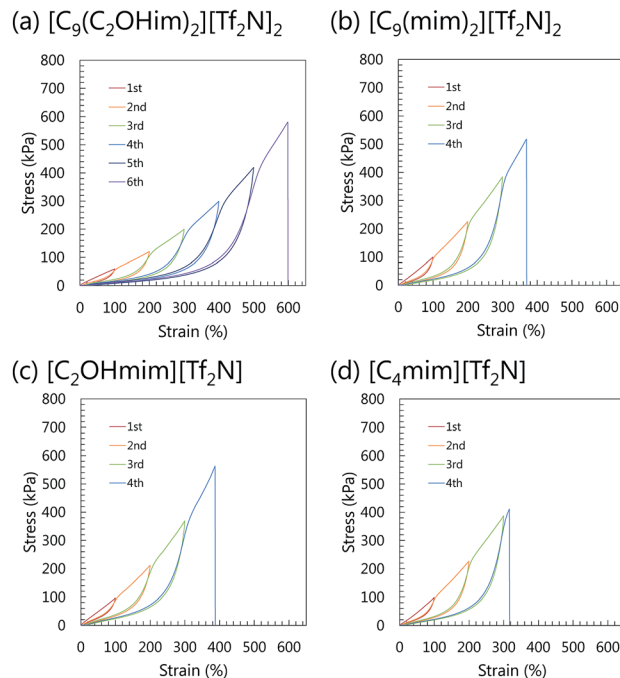 (a) [C₉(C₂OHim)₂][Tf₂N]₂
800
700
600
500
400
300
200
100
0
Stress (kPa)
1st
2nd
3rd
4th
5th
6th
0 100 200 300 400 500 600
Strain (%)
(b) [C₉(mim)₂][Tf₂N]₂
800
700
600
500
400
300
200
100
0
Stress (kPa)
1st
2nd
3rd
4th
0 100 200 300 400 500 600
Strain (%)
(c) [C₂OHmim][Tf₂N]
800
700
600
500
400
300
200
100
0
Stress (kPa)
1st
2nd
3rd
4th
0 100 200 300 400 500 600
Strain (%)
(d) [C₄mim][Tf₂N]
800
700
600
500
400
300
200
100
0
Stress (kPa)
1st
2nd
3rd
4th
0 100 200 300 400 500 600
Strain (%)